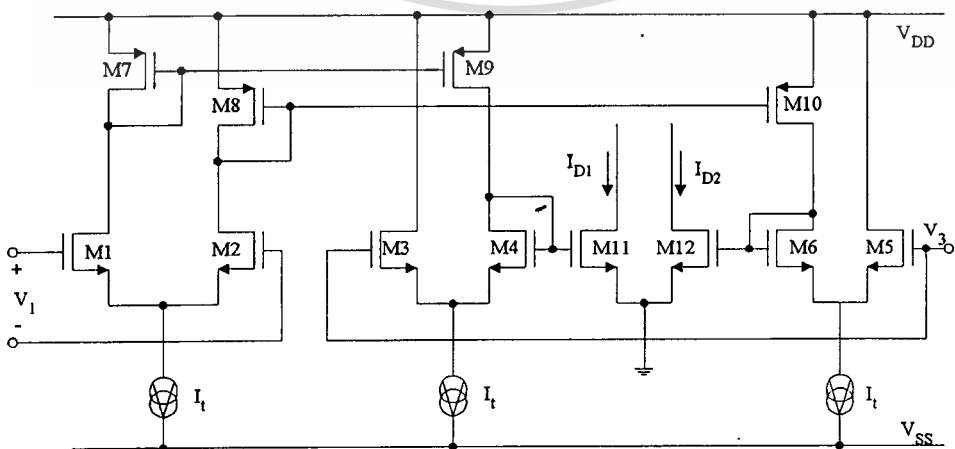 V_DD
M7
M9
M8
M10
I_D1
I_D2
M1
M2
M3
M4
M11
M12
M6
M5
V_3
+
V_1
-
I_t
I_t
I_t
V_SS